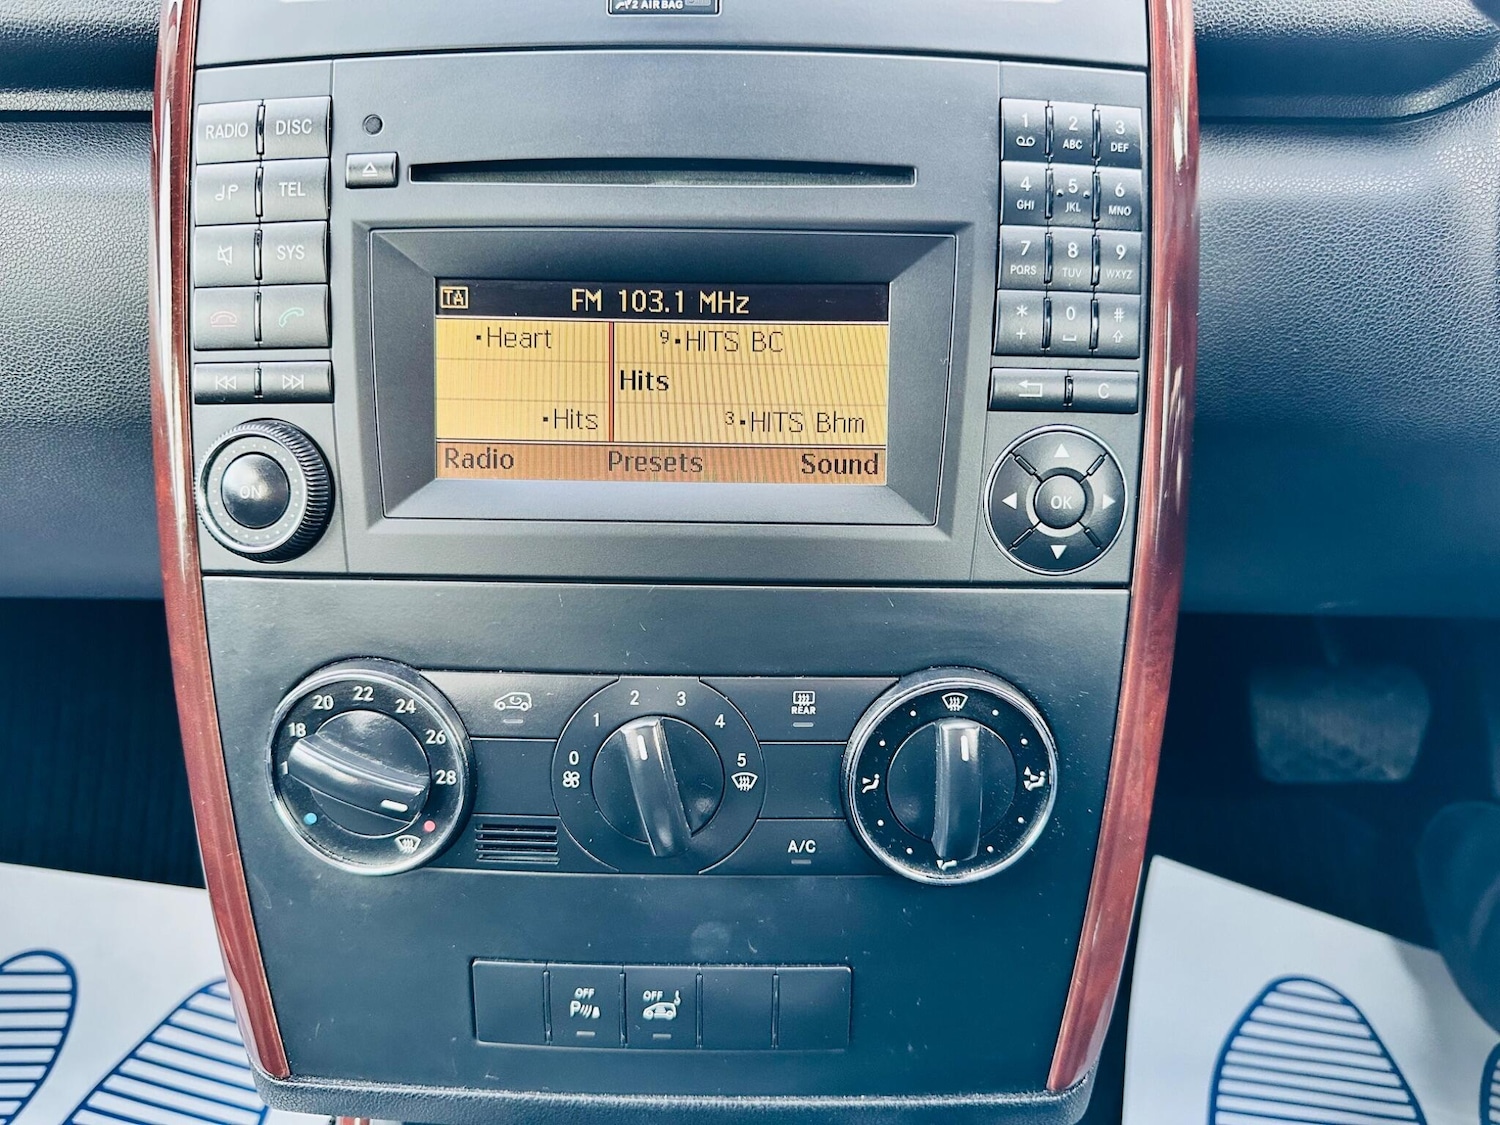 2 AIRBAG
RADIO DISC
TEL
SYS
ON
TA FM 103.1 MHz
Heart 9 HITS BC
Hits
Hits 3 HITS Bhm
Radio Presets Sound
1 2 ABC 3 DEF
4 GHI 5 JKL 6 MNO
7 PQRS 8 TUV 9 WXYZ
* + 0 #
C
OK
18 20 22 24 26 28
0 1 2 3 4 5
REAR
A/C
OFF P
OFF